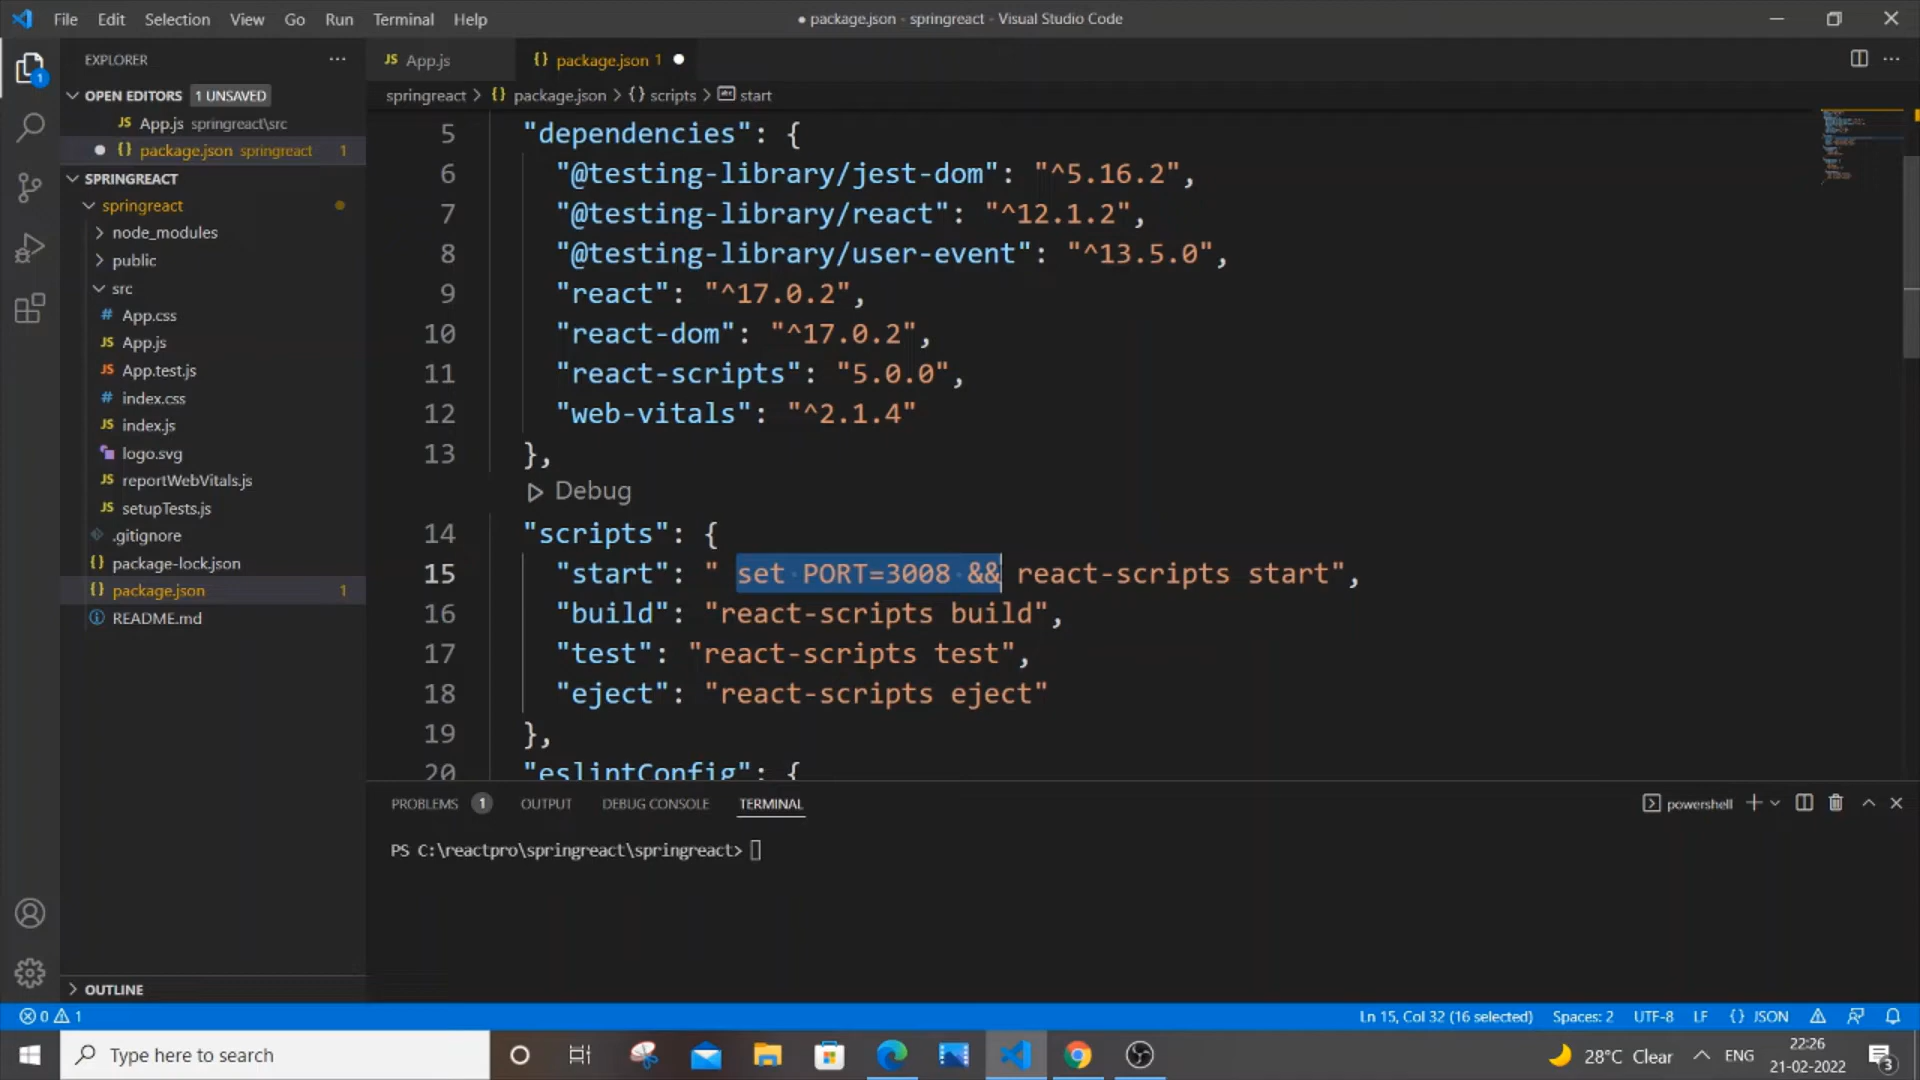 File Edit Selection View Go Run Terminal Help
● package.json - springreact - Visual Studio Code
EXPLORER
JS App.js
{} package.json 1
OPEN EDITORS 1 UNSAVED
springreact > {} package.json > {} scripts > abc start
JS App.js springreact\src
{} package.json springreact 1
SPRINGREACT
springreact
node_modules
public
src
# App.css
JS App.js
JS App.test.js
# index.css
JS index.js
logo.svg
JS reportWebVitals.js
JS setupTests.js
.gitignore
{} package-lock.json
{} package.json 1
README.md
OUTLINE
5 "dependencies": {
6 "@testing-library/jest-dom": "^5.16.2",
7 "@testing-library/react": "^12.1.2",
8 "@testing-library/user-event": "^13.5.0",
9 "react": "^17.0.2",
10 "react-dom": "^17.0.2",
11 "react-scripts": "5.0.0",
12 "web-vitals": "^2.1.4"
13 },
Debug
14 "scripts": {
15 "start": " set PORT=3008 && react-scripts start",
16 "build": "react-scripts build",
17 "test": "react-scripts test",
18 "eject": "react-scripts eject"
19 },
20 "eslintConfig": {
PROBLEMS 1 OUTPUT DEBUG CONSOLE TERMINAL
powershell
PS C:\reactpro\springreact\springreact>
0 1
Ln 15, Col 32 (16 selected) Spaces: 2 UTF-8 LF {} JSON
Type here to search
28°C Clear
ENG
22:26
21-02-2022
3
1